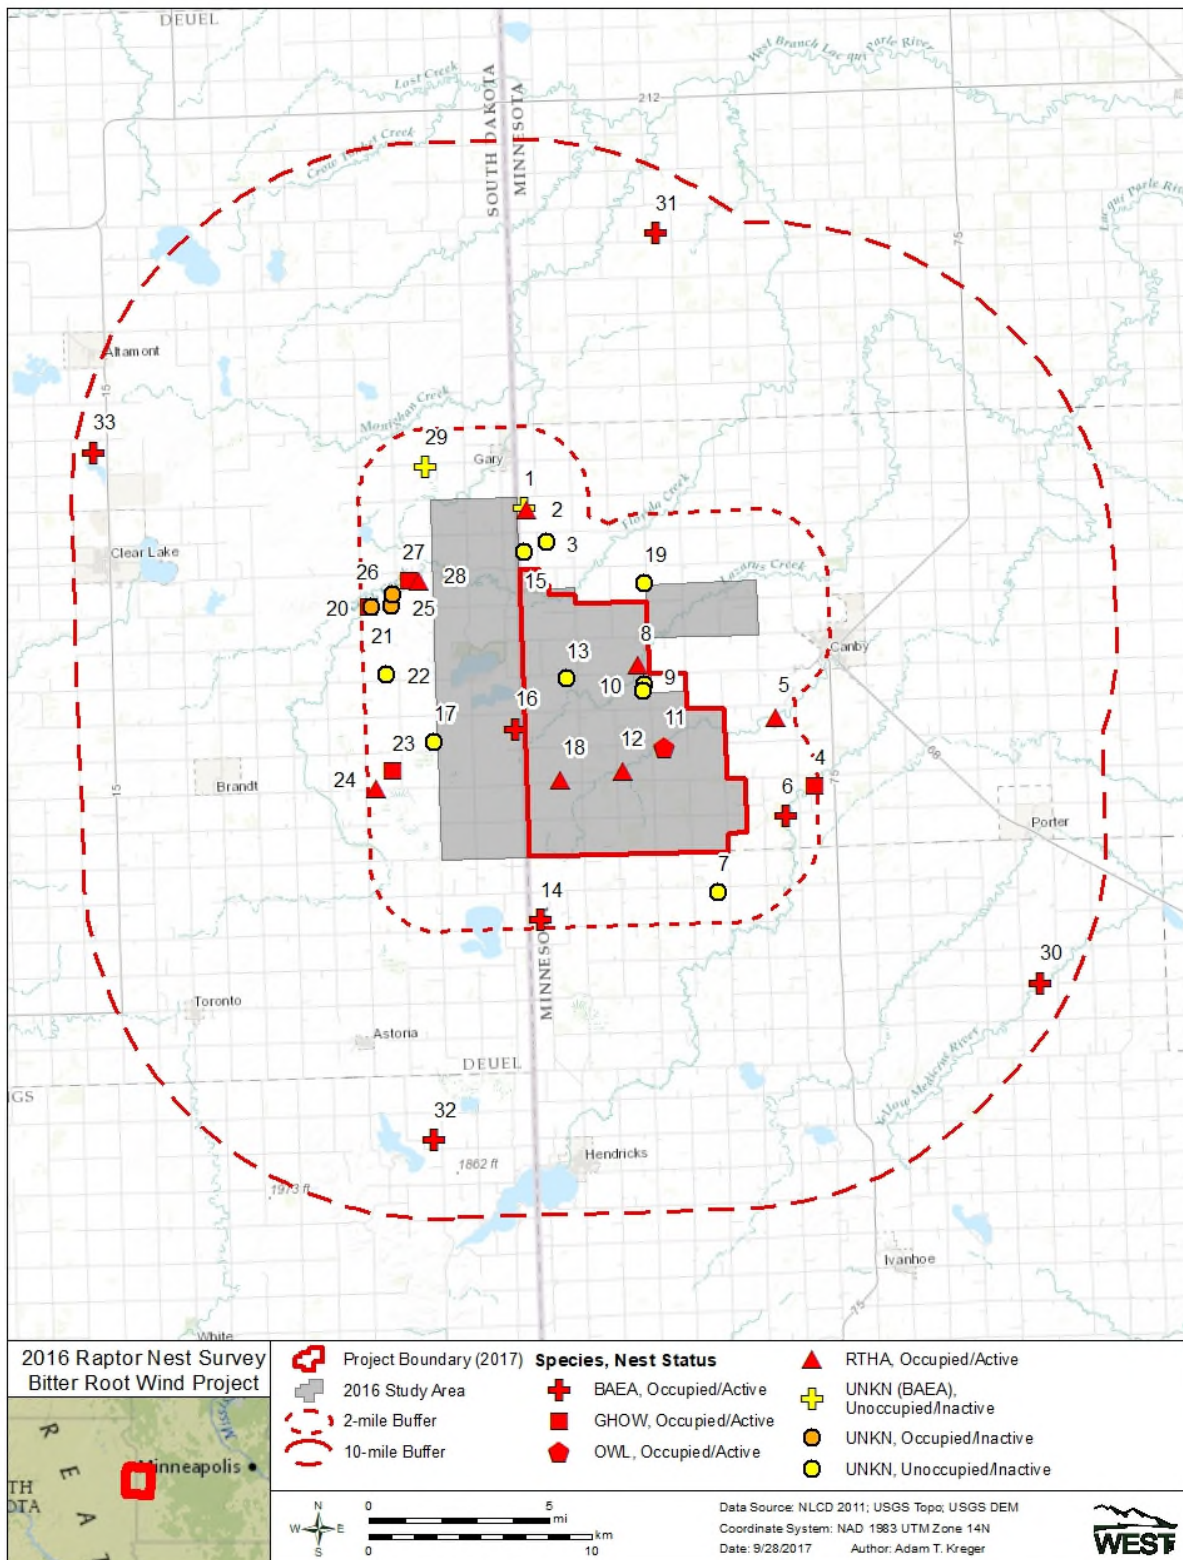 DEUEL
West Branch Lac qui Parle River
Lost Creek
SOUTH DAKOTA
MINNESOTA
212
Crow Timber Creek
31
Lac qui Parle River
75
Altamont
15
Monighan Creek
33
29
Gary
1
2
Florida Creek
3
Clear Lake
27
19
Lazarus Creek
26
28
15
20
25
21
8
Canby
13
22
10
9
5
16
11
17
68
23
18
12
4
24
Brandt
6
75
15
Porter
7
14
MINNESOTA
30
Toronto
Astoria
DEUEL
Yellow Medicine River
GS
32
1862 ft
Hendricks
1973 ft
Ivanhoe
75
White
2016 Raptor Nest Survey
Bitter Root Wind Project
Project Boundary (2017)
2016 Study Area
2-mile Buffer
10-mile Buffer
Species, Nest Status
BAEA, Occupied/Active
GHOW, Occupied/Active
OWL, Occupied/Active
RTHA, Occupied/Active
UNKN (BAEA),
Unoccupied/Inactive
UNKN, Occupied/Inactive
UNKN, Unoccupied/Inactive
Mississippi
R E A T
Minneapolis
TH
OTA
N
W E
S
0 5
mi
km
0 10
Data Source: NLCD 2011; USGS Topo; USGS DEM
Coordinate System: NAD 1983 UTM Zone 14N
Date: 9/28/2017 Author: Adam T. Kreger
WEST